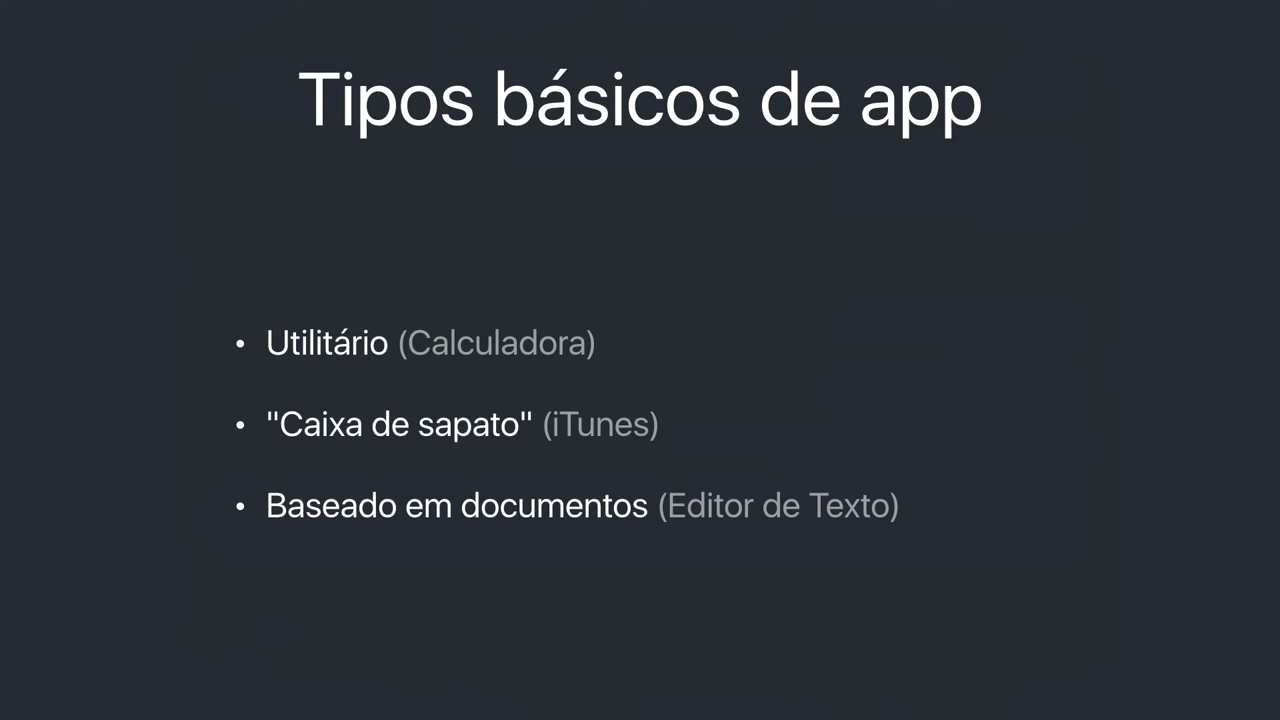 Tipos básicos de app
• Utilitário (Calculadora)
• "Caixa de sapato" (iTunes)
• Baseado em documentos (Editor de Texto)